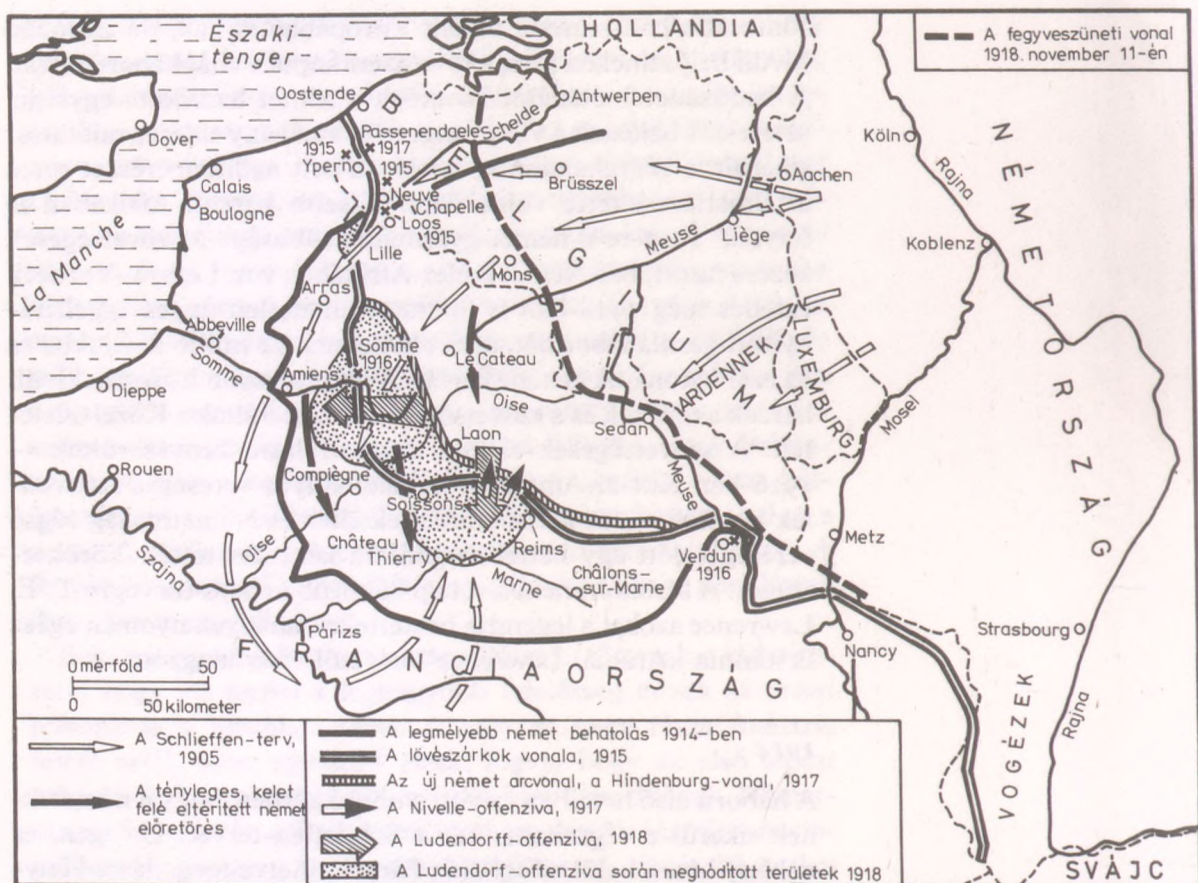 Északi-
tenger
HOLLANDIA
A fegyveszüneti vonal
1918. november 11-én
Oostende
Antwerpen
Schelde
Dover
Passenendaele
1915
1917
Ypern
Calais
Boulogne
Neuve
Chapelle
Loos
1915
Brüsszel
Aachen
Köln
Rajna
Koblenz
NÉMETORSZÁG
La Manche
Lille
Mons
Meuse
Liège
BELGIUM
Arras
Abbeville
Somme
Somme
1916
Le Cateau
Amiens
Dieppe
Oise
ARDENNEK
LUXEMBURG
Mosel
Sedan
Laon
Rouen
Compiègne
Soissons
Meuse
Szajna
Oise
Château
Thierry
Reims
Verdun
1916
Metz
Marne
Châlons-
sur-Marne
Párizs
Nancy
Strasbourg
FRANCIAORSZÁG
VOGÉZEK
Rajna
SVÁJC
0 mérföld 50
0 50 kilometer
A Schlieffen-terv,
1905
A tényleges, kelet
felé eltérített német
előretörés
legmélyebb német behatolás 1914-ben
A lövészárkok vonala 1915
Az új német arcvonal, a Hindenburg-vonal, 1917
A Nivelle-offenzíva, 1917
A Ludendorff-offenzíva, 1918
A Ludendorff-offenzíva során meghódított területek 1918